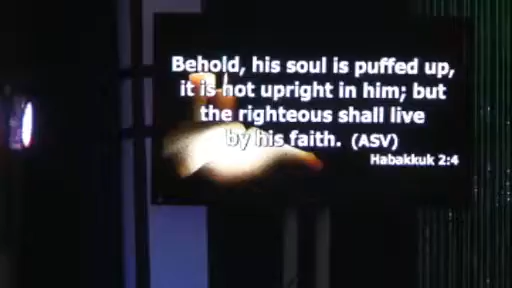 Behold, his soul is puffed up,
it is not upright in him; but
the righteous shall live
by his faith. (ASV)
Habakkuk 2:4